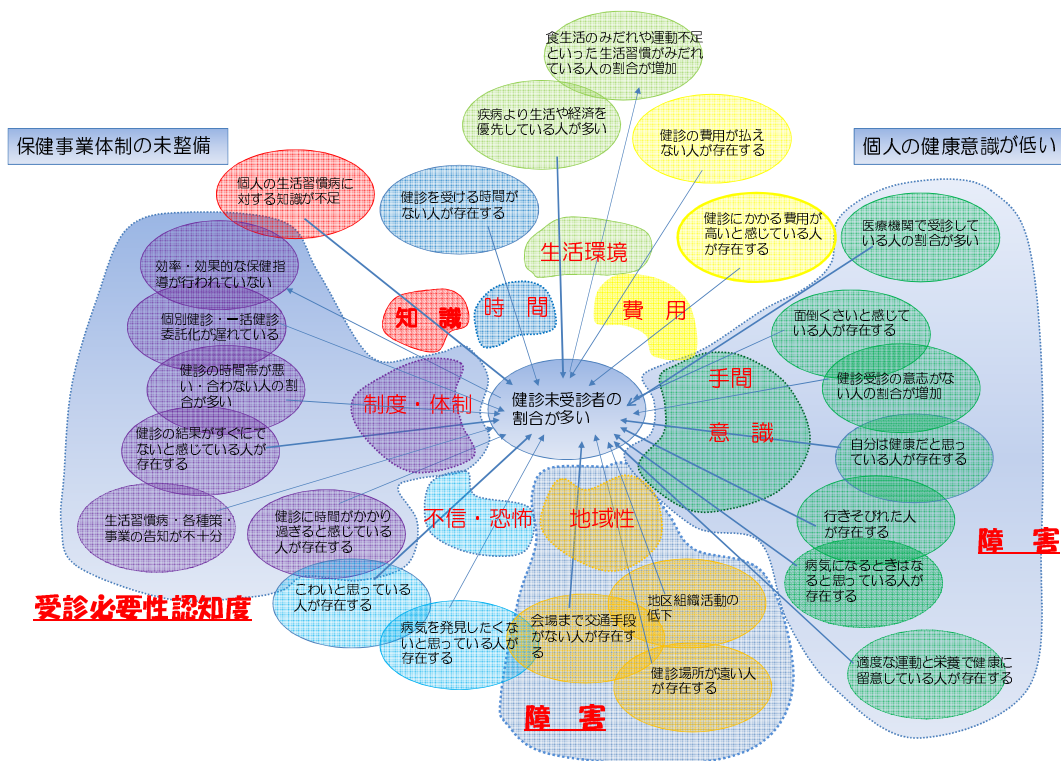 食生活のみだれや運動不足
といった生活習慣がみだれ
ている人の割合が増加
疾病より生活や経済を
優先している人が多い
健診の費用が払え
ない人が存在する
保健事業体制の未整備
個人の健康意識が低い
個人の生活習慣病に
対する知識が不足
健診を受ける時間が
ない人が存在する
健診にかかる費用が
高いと感じている人
が存在する
医療機関で受診して
いる人の割合が多い
生活環境
効率・効果的な保健指
導が行われていない
知 識
時 間
費 用
個別健診・一括健診
委託化が遅れている
面倒くさいと感じて
いる人が存在する
健診の時間帯が悪
い・合わない人の割
合が多い
制度・体制
健診未受診者の
割合が多い
手間
意 識
健診受診の意志がな
い人の割合が増加
健診の結果がすぐにで
ないと感じている人が
存在する
自分は健康だと思っ
ている人が存在する
生活習慣病・各種策・
事業の告知が不十分
健診に時間がかかり
過ぎると感じている
人が存在する
不信・恐怖
地域性
行きそびれた人
が存在する
障 害
病気になるときはな
ると思っている人が
存在する
こわいと思っている
人が存在する
受診必要性認知度
病気を発見したくな
いと思っている人が
存在する
会場まで交通手段
がない人が存在す
る
地区組織活動の
低下
健診場所が遠い人
が存在する
適度な運動と栄養で健康に
留意している人が存在する
障 害